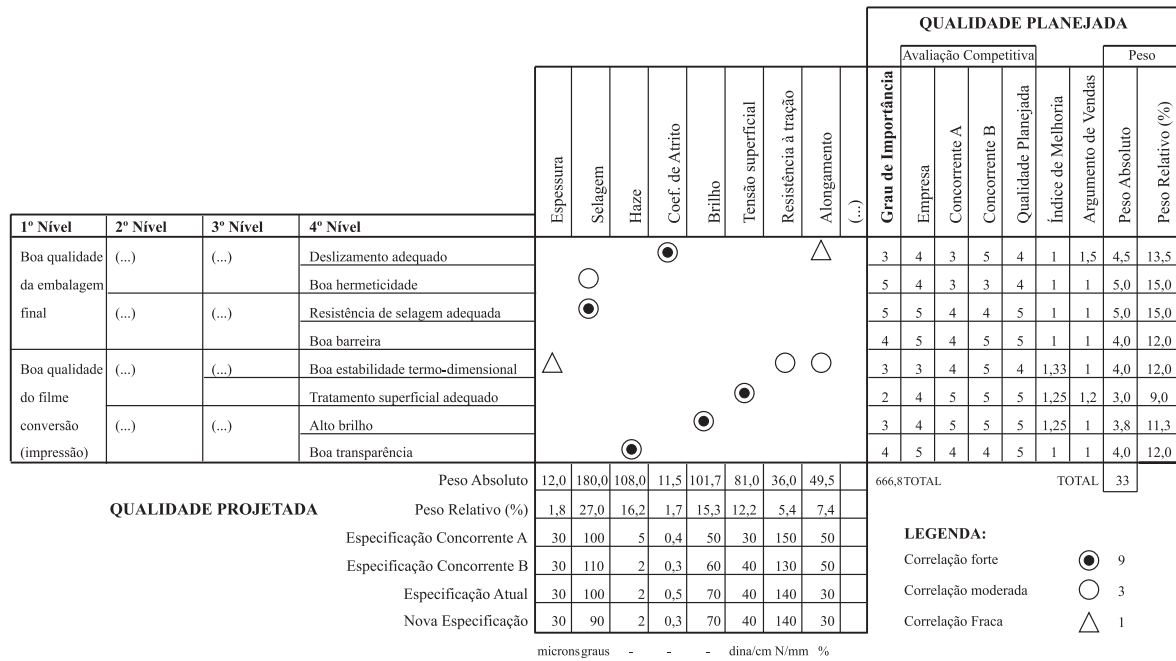 QUALIDADE PLANEJADA
Avaliação Competitiva Peso
Espessura Selagem Haze Coef. de Atrito Brilho Tensão superficial Resistência à tração Alongamento (...) Grau de Importância Empresa Concorrente A Concorrente B Qualidade Planejada Índice de Melhoria Argumento de Vendas Peso Absoluto Peso Relativo (%)
1º Nível 2º Nível 3º Nível 4º Nível
Boa qualidade (...) (...) Deslizamento adequado 3 4 3 5 4 1 1,5 4,5 13,5
da embalagem Boa hermeticidade 5 4 3 3 4 1 1 5,0 15,0
final (...) (...) Resistência de selagem adequada 5 5 4 4 5 1 1 5,0 15,0
Boa barreira 4 5 4 5 5 1 1 4,0 12,0
Boa qualidade (...) (...) Boa estabilidade termo-dimensional 3 3 4 5 4 1,33 1 4,0 12,0
do filme Tratamento superficial adequado 2 4 5 5 5 1,25 1,2 3,0 9,0
conversão (...) (...) Alto brilho 3 4 5 5 5 1,25 1 3,8 11,3
(impressão) Boa transparência 4 5 4 4 5 1 1 4,0 12,0
Peso Absoluto 12,0 180,0 108,0 11,5 101,7 81,0 36,0 49,5 666,8 TOTAL TOTAL 33
QUALIDADE PROJETADA Peso Relativo (%) 1,8 27,0 16,2 1,7 15,3 12,2 5,4 7,4
Especificação Concorrente A 30 100 5 0,4 50 30 150 50
Especificação Concorrente B 30 110 2 0,3 60 40 130 50
Especificação Atual 30 100 2 0,5 70 40 140 30
Nova Especificação 30 90 2 0,3 70 40 140 30
microns graus - - - dina/cm N/mm %
LEGENDA:
Correlação forte 9
Correlação moderada 3
Correlação Fraca 1